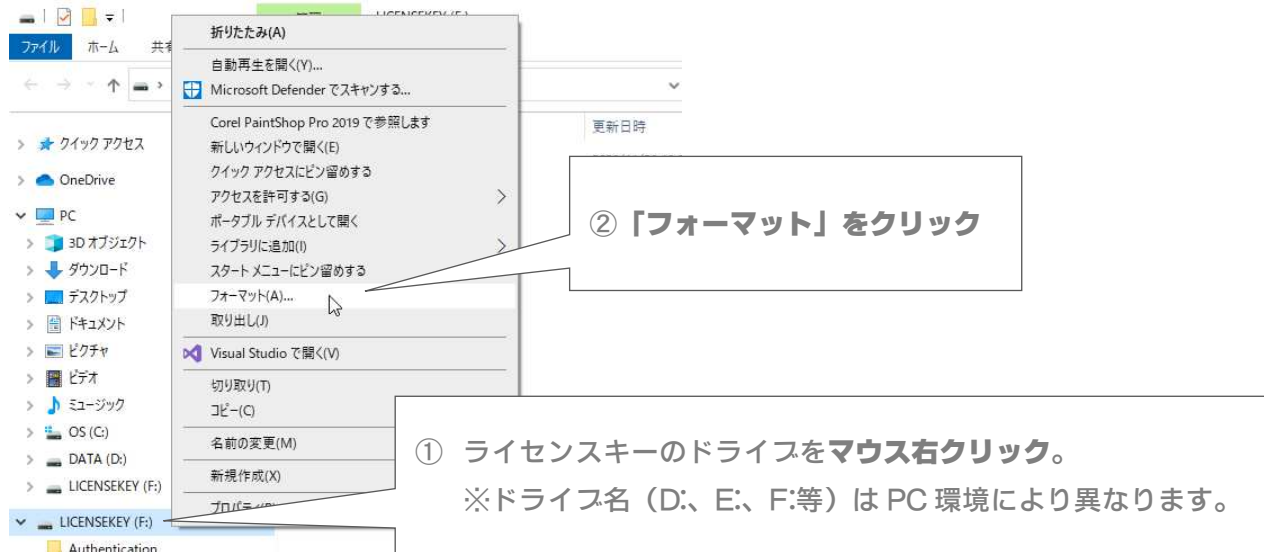 LICENSEKEY (F:)
ファイル ホーム
折りたたみ(A)
自動再生を開く(Y)...
Microsoft Defender でスキャンする...
Corel PaintShop Pro 2019 で参照します
新しいウィンドウで開く(E)
クイック アクセスにピン留めする
アクセスを許可する(G)
ポータブル デバイスとして開く
ライブラリに追加(I)
スタート メニューにピン留めする
フォーマット(A)...
取り出し(J)
Visual Studio で開く(V)
切り取り(T)
コピー(C)
名前の変更(M)
新規作成(X)
更新日時
クイック アクセス
OneDrive
PC
3D オブジェクト
ダウンロード
デスクトップ
ドキュメント
ピクチャ
ビデオ
ミュージック
OS (C:)
DATA (D:)
LICENSEKEY (F:)
LICENSEKEY (F:)
Authentication
②「フォーマット」をクリック
① ライセンスキーのドライブをマウス右クリック。
※ドライブ名（D:、E:、F:等）は PC 環境により異なります。